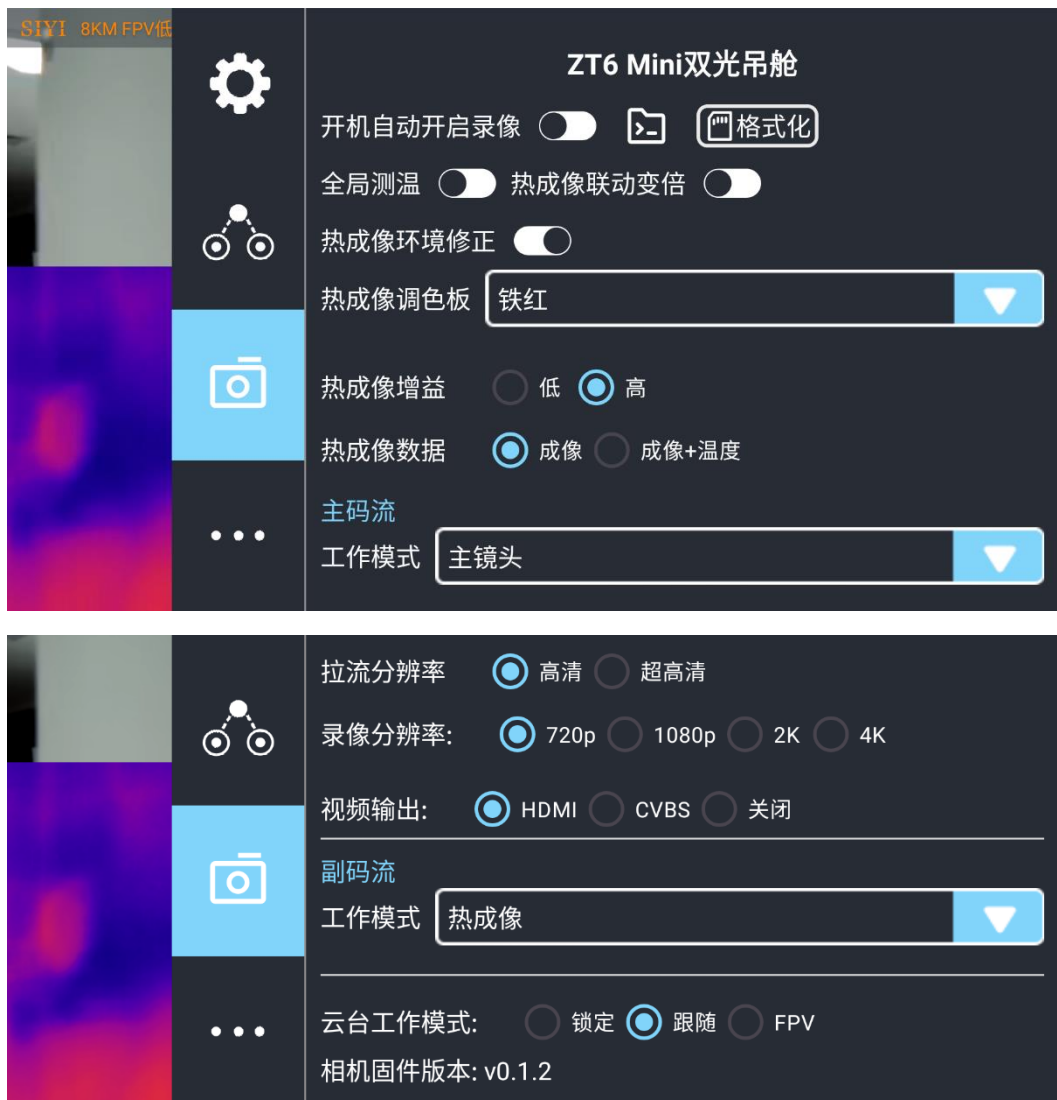 SIYI 8KM FPV低
ZT6 Mini双光吊舱
开机自动开启录像 格式化
全局测温 热成像联动变倍
热成像环境修正
热成像调色板 铁红
热成像增益 低 高
热成像数据 成像 成像+温度
主码流
工作模式 主镜头
拉流分辨率 高清 超高清
录像分辨率: 720p 1080p 2K 4K
视频输出: HDMI CVBS 关闭
副码流
工作模式 热成像
云台工作模式: 锁定 跟随 FPV
相机固件版本: v0.1.2